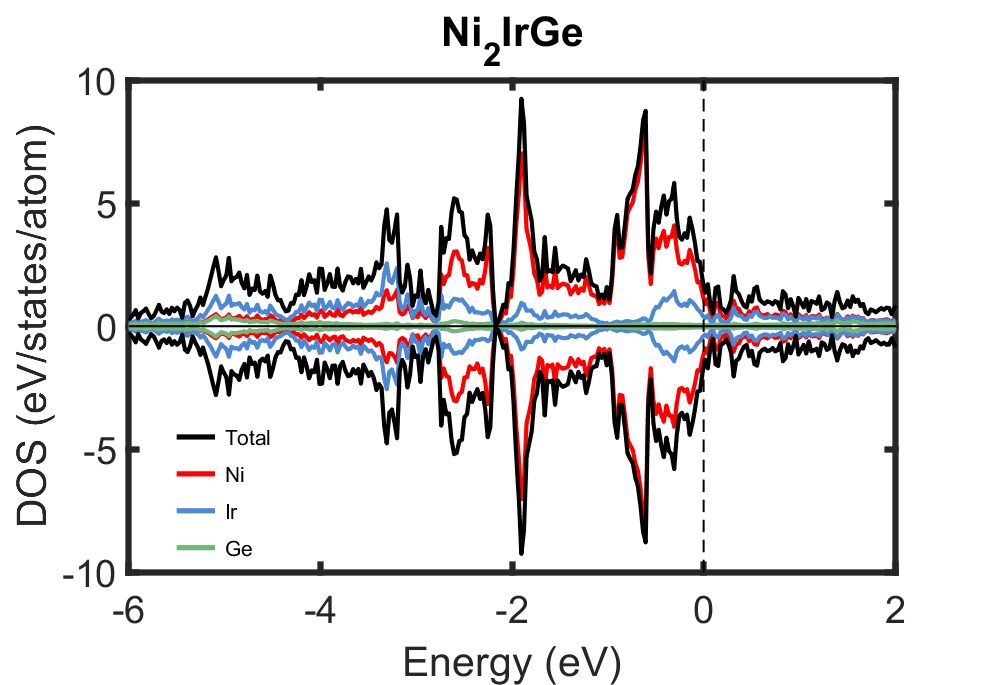 Ni2IrGe
10
5
0
-5
-10
DOS (eV/states/atom)
Total
Ni
Ir
Ge
-6 -4 -2 0 2
Energy (eV)